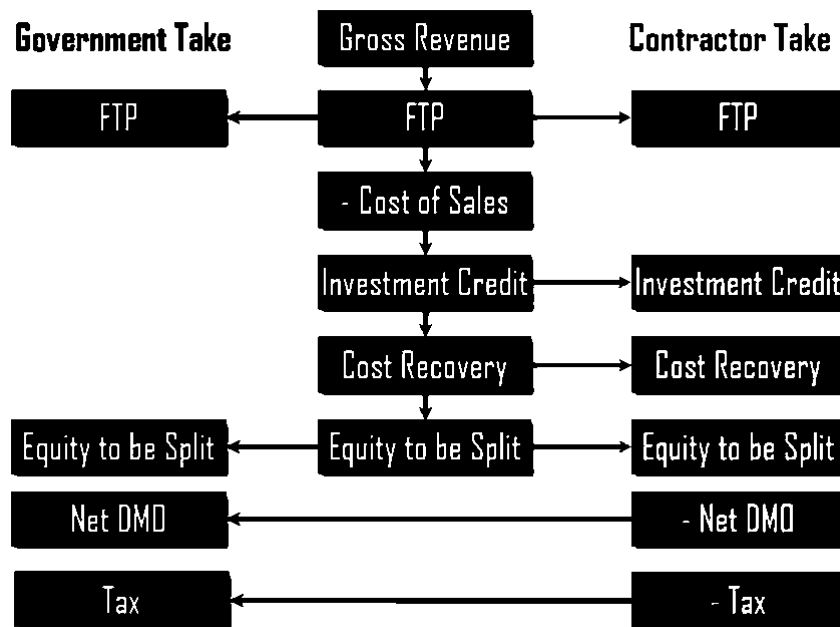 Government Take
Gross Revenue
Contractor Take
FTP
FTP
FTP
- Cost of Sales
Investment Credit
Investment Credit
Cost Recovery
Cost Recovery
Equity to be Split
Equity to be Split
Equity to be Split
Net DMO
- Net DMO
Tax
- Tax